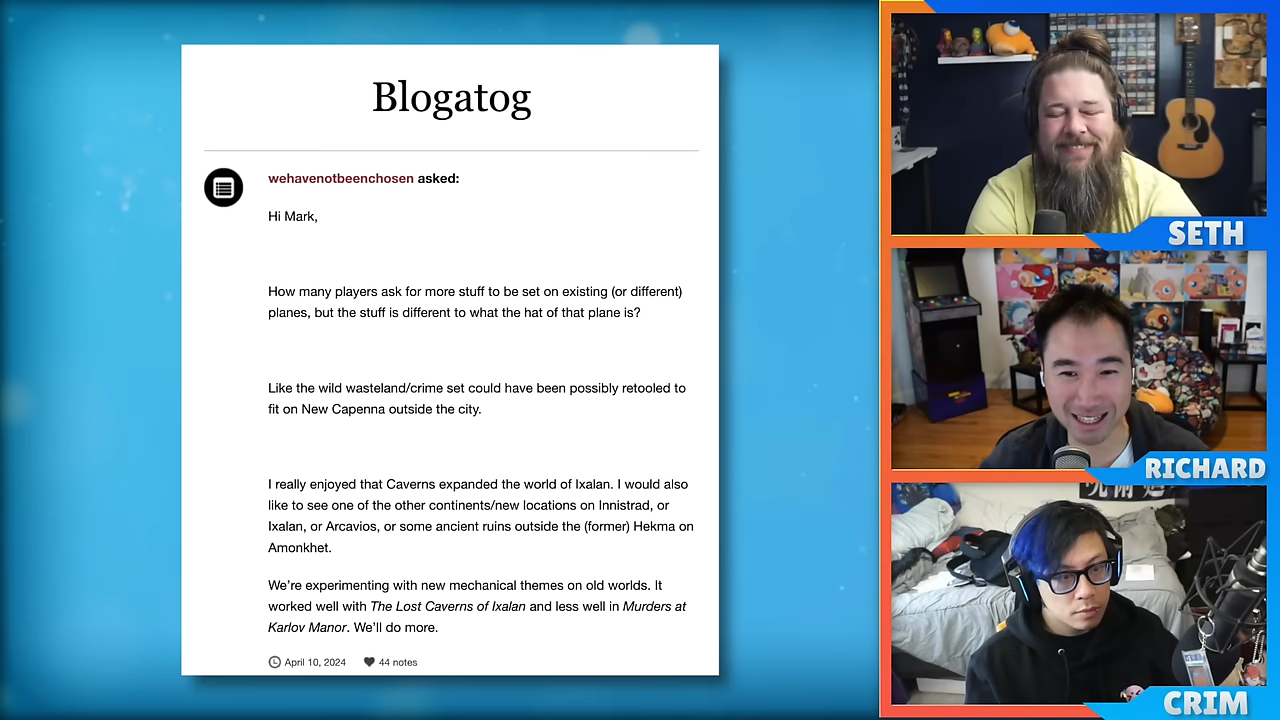 Blogatog
wehavenotbeenchosen asked:
Hi Mark,
How many players ask for more stuff to be set on existing (or different)
planes, but the stuff is different to what the hat of that plane is?
Like the wild wasteland/crime set could have been possibly retooled to
fit on New Capenna outside the city.
I really enjoyed that Caverns expanded the world of Ixalan. I would also
like to see one of the other continents/new locations on Innistrad, or
Ixalan, or Arcavios, or some ancient ruins outside the (former) Hekma on
Amonkhet.
We’re experimenting with new mechanical themes on old worlds. It
worked well with The Lost Caverns of Ixalan and less well in Murders at
Karlov Manor. We’ll do more.
April 10, 2024 44 notes
SETH
RICHARD
CRIM